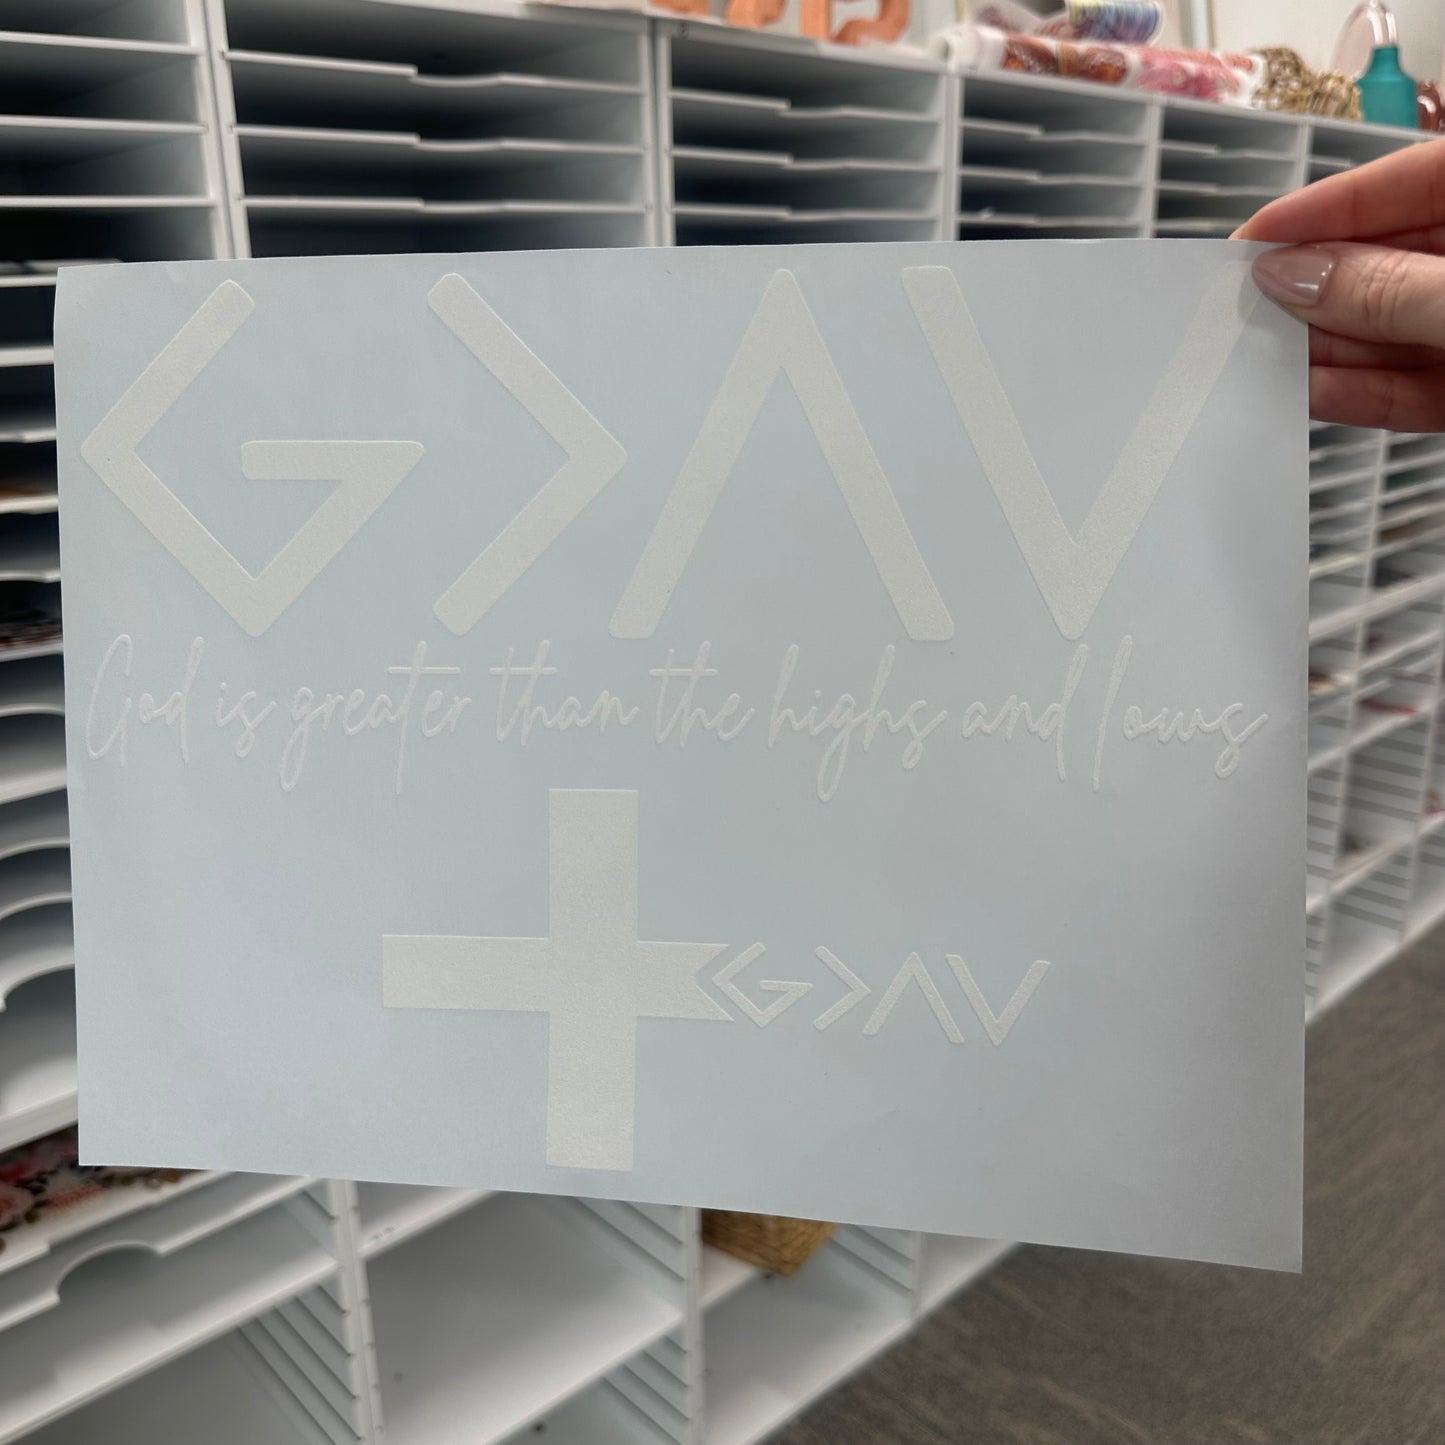 G > ∧ ∨
God is greater than the highs and lows
G > ∧ ∨